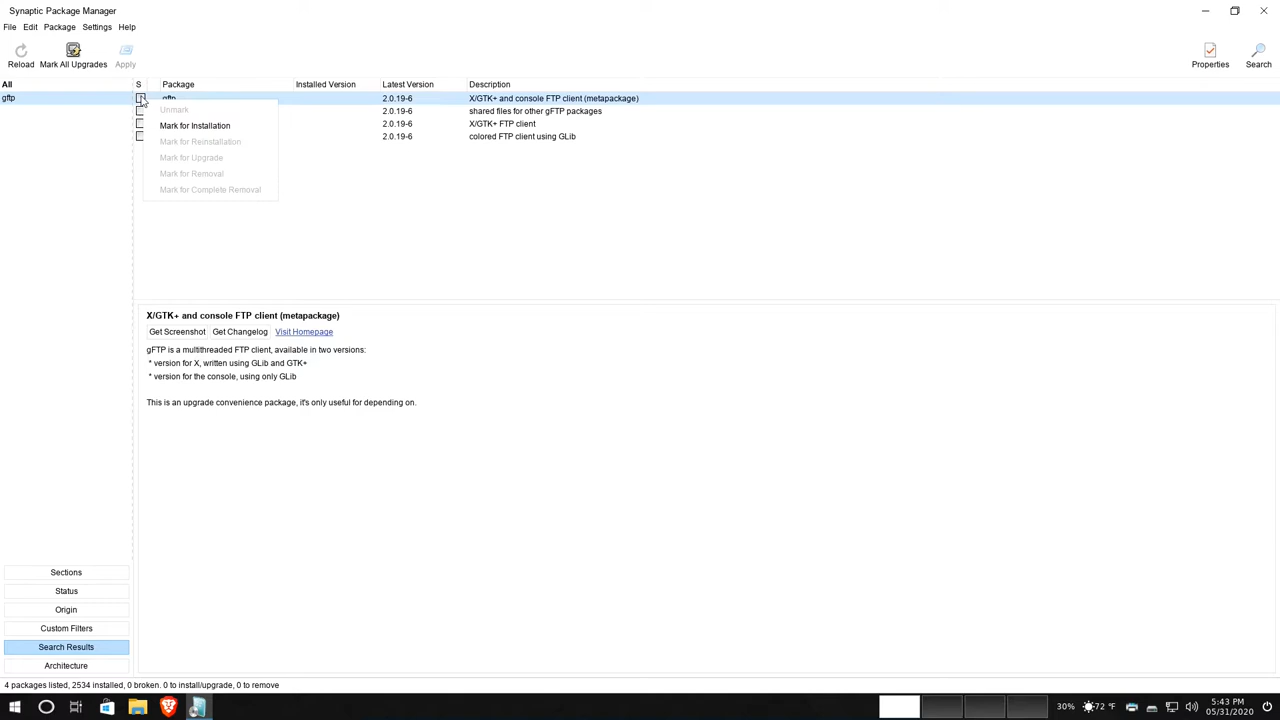 Synaptic Package Manager
File Edit Package Settings Help
Reload Mark All Upgrades Apply Properties Search
All S Package Installed Version Latest Version Description
gftp gftp 2.0.19-6 X/GTK+ and console FTP client (metapackage)
2.0.19-6 shared files for other gFTP packages
2.0.19-6 X/GTK+ FTP client
2.0.19-6 colored FTP client using GLib
Unmark
Mark for Installation
Mark for Reinstallation
Mark for Upgrade
Mark for Removal
Mark for Complete Removal
X/GTK+ and console FTP client (metapackage)
Get Screenshot Get Changelog Visit Homepage
gFTP is a multithreaded FTP client, available in two versions:
* version for X, written using GLib and GTK+
* version for the console, using only GLib
This is an upgrade convenience package, it's only useful for depending on.
Sections
Status
Origin
Custom Filters
Search Results
Architecture
4 packages listed, 2534 installed, 0 broken. 0 to install/upgrade, 0 to remove
30% 72 °F 5:43 PM
05/31/2020